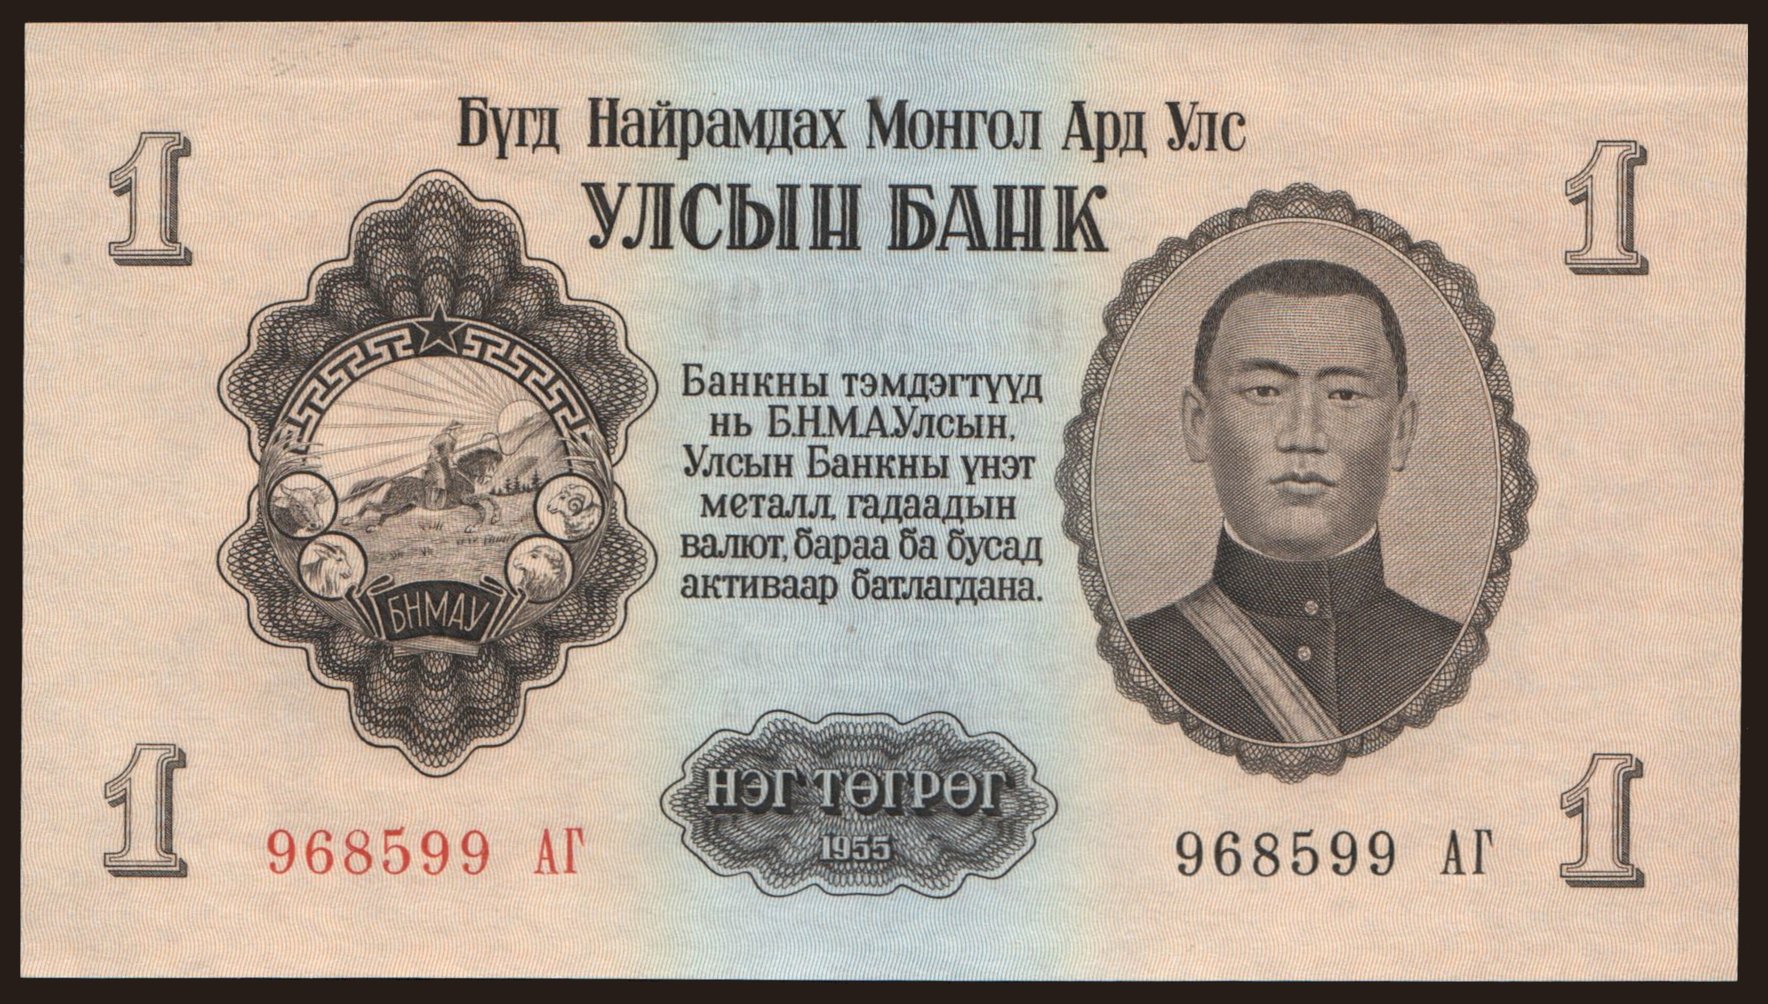 Бүгд Найрамдах Монгол Ард Улс
УЛСЫН БАНК
1
1
Банкны тэмдэгтүүд
нь Б.Н.М.А.Улсын,
Улсын Банкны үнэт
металл, гадаадын
валют, бараа ба бусад
активаар батлагдана.
БНМАУ
НЭГ ТӨГРӨГ
1955
1
968599 АГ
968599 АГ
1